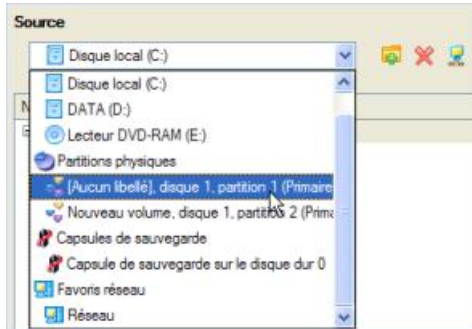 Source
Disque local (C:)
Disque local (C:)
N
DATA (D:)
Lecteur DVD-RAM (E:)
Partitions physiques
[Aucun libellé], disque 1, partition 1 (Primaire
Nouveau volume, disque 1, partition 2 (Prima
Capsules de sauvegarde
Capsule de sauvegarde sur le disque dur 0
Favoris réseau
Réseau